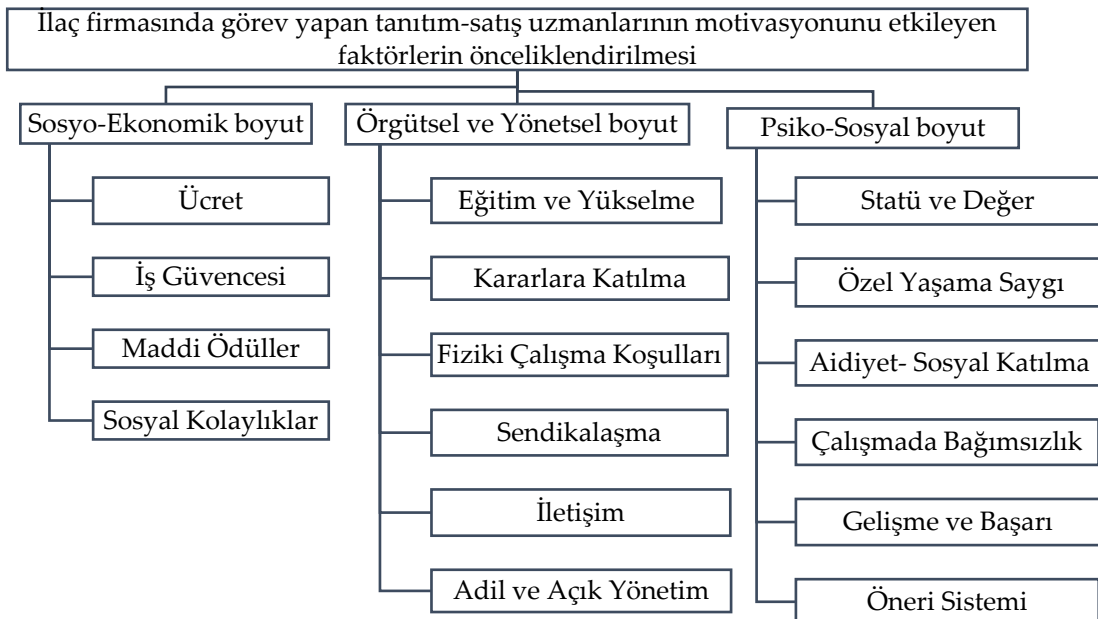 İlaç firmasında görev yapan tanıtım-satış uzmanlarının motivasyonunu etkileyen
faktörlerin önceliklendirilmesi
Sosyo-Ekonomik boyut
Ücret
İş Güvencesi
Maddi Ödüller
Sosyal Kolaylıklar
Örgütsel ve Yönetsel boyut
Eğitim ve Yükselme
Kararlara Katılma
Fiziki Çalışma Koşulları
Sendikalaşma
İletişim
Adil ve Açık Yönetim
Psiko-Sosyal boyut
Statü ve Değer
Özel Yaşama Saygı
Aidiyet- Sosyal Katılma
Çalışmada Bağımsızlık
Gelişme ve Başarı
Öneri Sistemi